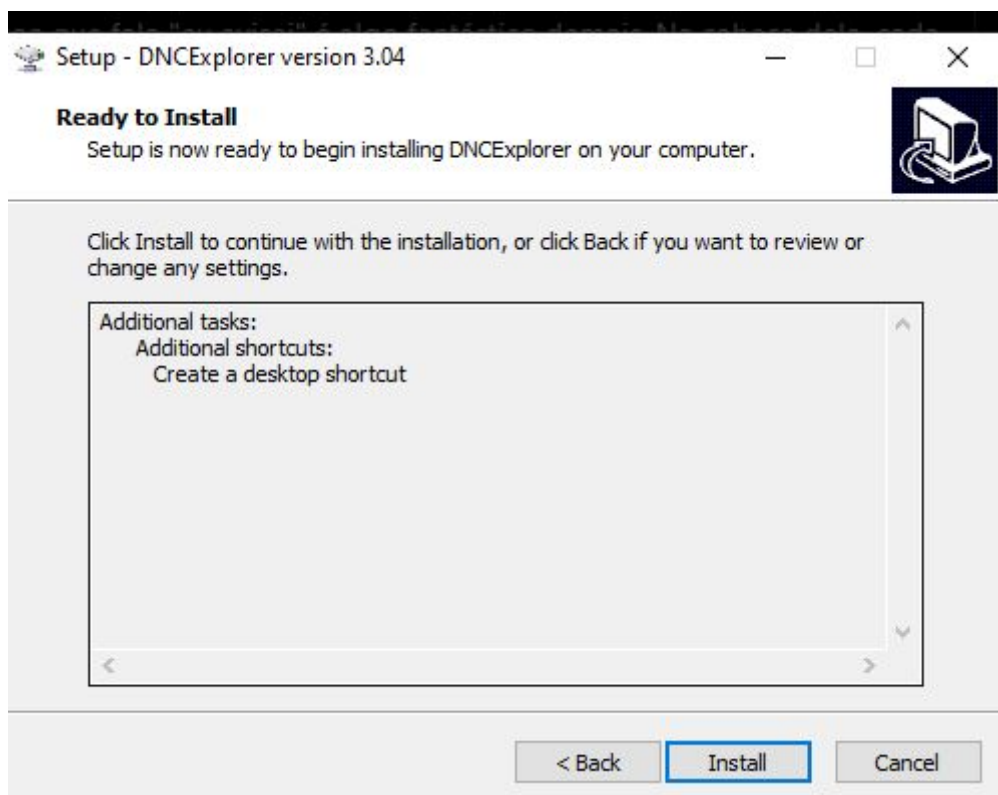 Setup - DNCExplorer version 3.04
Ready to Install
Setup is now ready to begin installing DNCExplorer on your computer.
Click Install to continue with the installation, or click Back if you want to review or
change any settings.
Additional tasks:
Additional shortcuts:
Create a desktop shortcut
< Back
Install
Cancel